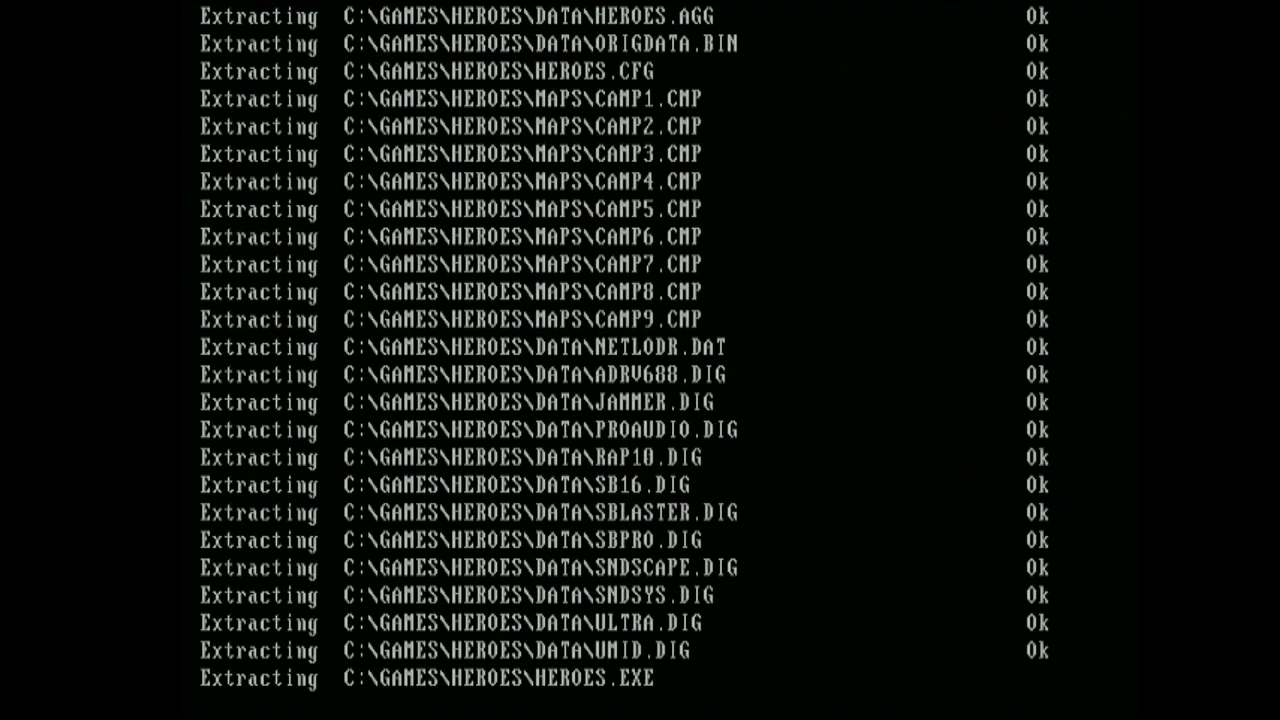 Extracting  C:\GAMES\HEROES\DATA\HEROES.AGG  Ok
Extracting  C:\GAMES\HEROES\DATA\ORIGDATA.BIN  Ok
Extracting  C:\GAMES\HEROES\HEROES.CFG  Ok
Extracting  C:\GAMES\HEROES\MAPS\CAMP1.CMP  Ok
Extracting  C:\GAMES\HEROES\MAPS\CAMP2.CMP  Ok
Extracting  C:\GAMES\HEROES\MAPS\CAMP3.CMP  Ok
Extracting  C:\GAMES\HEROES\MAPS\CAMP4.CMP  Ok
Extracting  C:\GAMES\HEROES\MAPS\CAMP5.CMP  Ok
Extracting  C:\GAMES\HEROES\MAPS\CAMP6.CMP  Ok
Extracting  C:\GAMES\HEROES\MAPS\CAMP7.CMP  Ok
Extracting  C:\GAMES\HEROES\MAPS\CAMP8.CMP  Ok
Extracting  C:\GAMES\HEROES\MAPS\CAMP9.CMP  Ok
Extracting  C:\GAMES\HEROES\DATA\NETLODR.DAT  Ok
Extracting  C:\GAMES\HEROES\DATA\ADRV688.DIG  Ok
Extracting  C:\GAMES\HEROES\DATA\JAMMER.DIG  Ok
Extracting  C:\GAMES\HEROES\DATA\PROAUDIO.DIG  Ok
Extracting  C:\GAMES\HEROES\DATA\RAP10.DIG  Ok
Extracting  C:\GAMES\HEROES\DATA\SB16.DIG  Ok
Extracting  C:\GAMES\HEROES\DATA\SBLASTER.DIG  Ok
Extracting  C:\GAMES\HEROES\DATA\SBPRO.DIG  Ok
Extracting  C:\GAMES\HEROES\DATA\SNDSCAPE.DIG  Ok
Extracting  C:\GAMES\HEROES\DATA\SNDSYS.DIG  Ok
Extracting  C:\GAMES\HEROES\DATA\ULTRA.DIG  Ok
Extracting  C:\GAMES\HEROES\DATA\UMID.DIG  Ok
Extracting  C:\GAMES\HEROES\HEROES.EXE